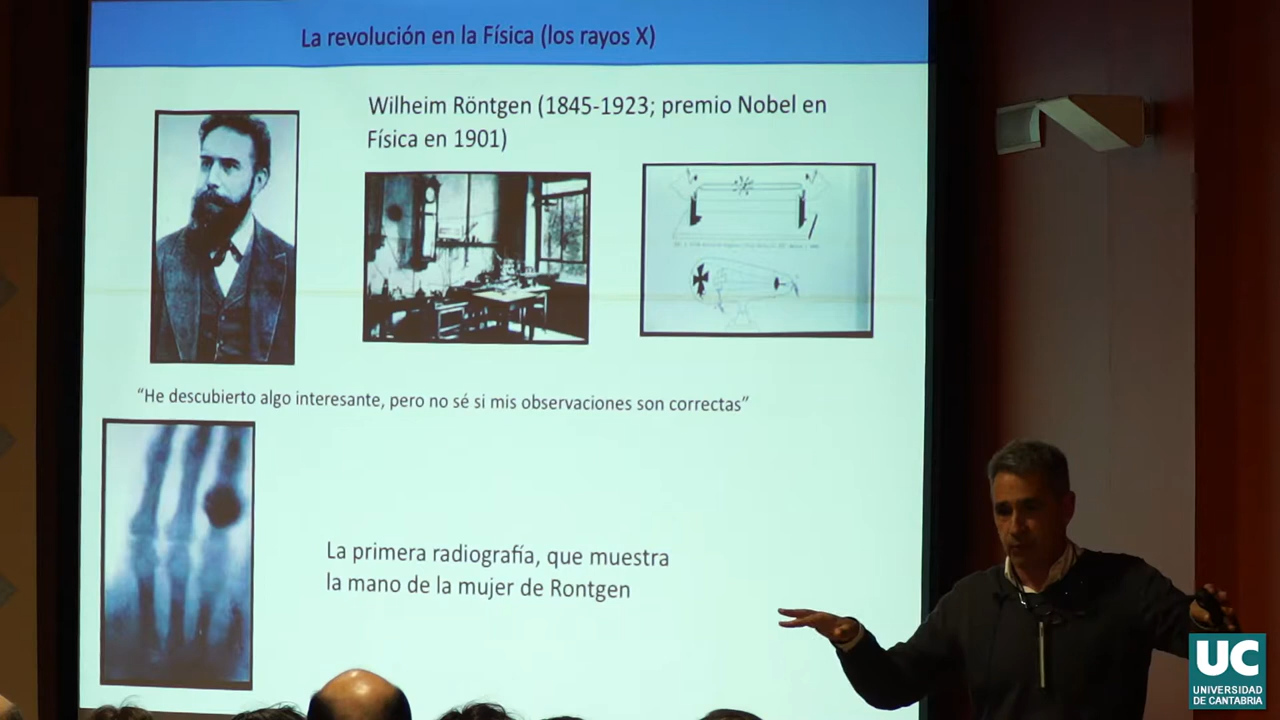 La revolución en la Física (los rayos X)
Wilheim Röntgen (1845-1923; premio Nobel en
Física en 1901)
“He descubierto algo interesante, pero no sé si mis observaciones son correctas”
La primera radiografía, que muestra
la mano de la mujer de Rontgen
UC
UNIVERSIDAD
DE CANTABRIA